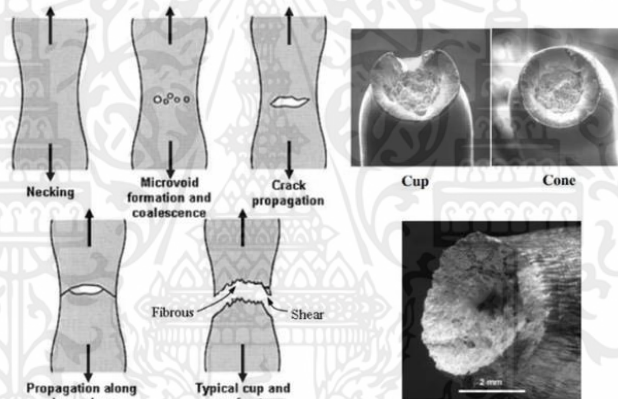 Necking
Microvoid
formation and
coalescence
Crack
propagation
Cup
Cone
Fibrous
Shear
Propagation along
Typical cup and
2 mm